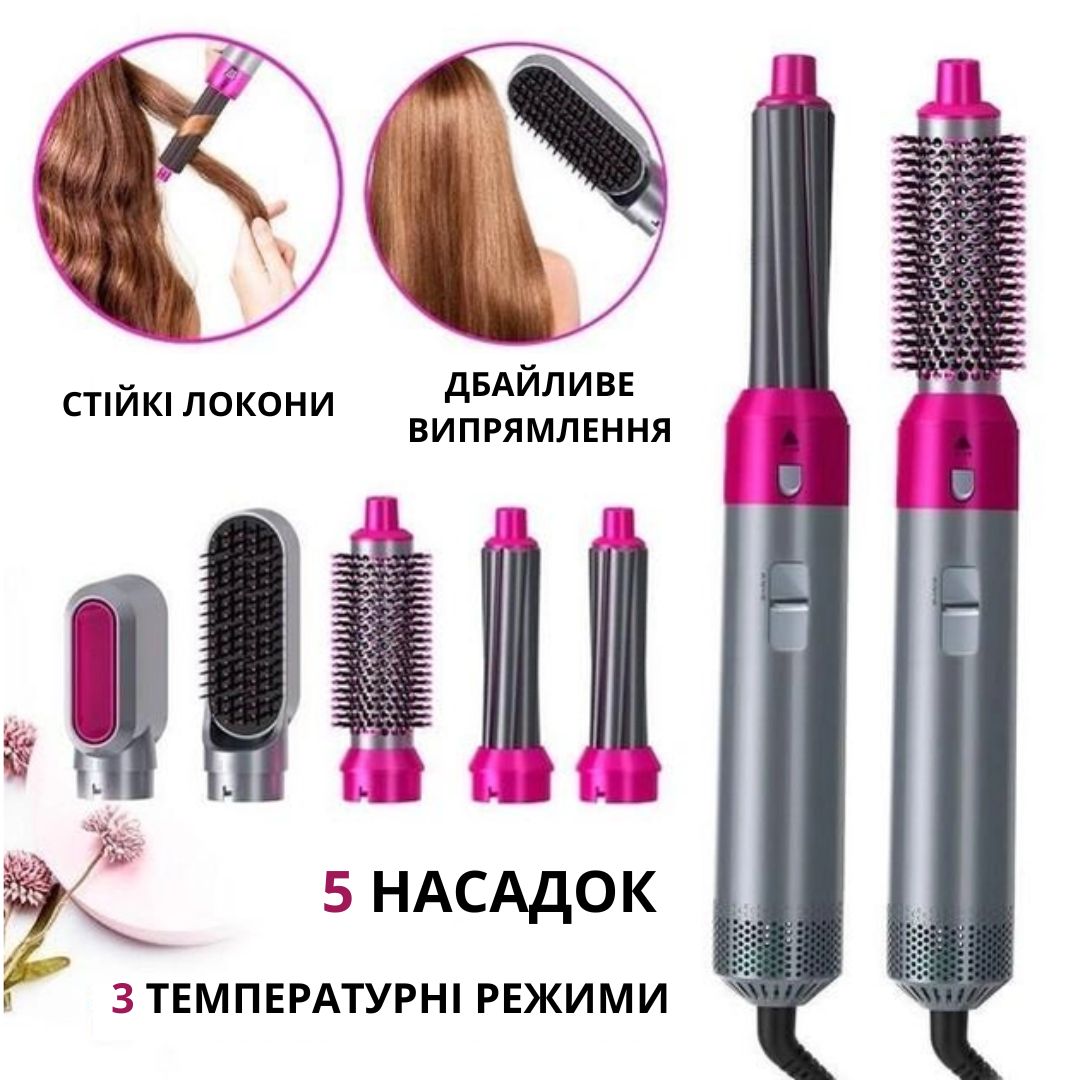 СТІЙКІ ЛОКОНИ
ДБАЙЛИВЕ
ВИПРЯМЛЕННЯ
5 НАСАДОК
3 ТЕМПЕРАТУРНІ РЕЖИМИ